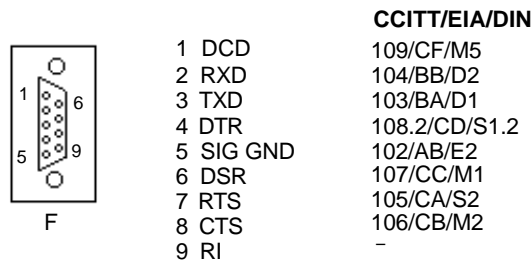 CCITT/EIA/DIN
1 DCD 109/CF/M5
2 RXD 104/BB/D2
3 TXD 103/BA/D1
4 DTR 108.2/CD/S1.2
5 SIG GND 102/AB/E2
6 DSR 107/CC/M1
7 RTS 105/CA/S2
8 CTS 106/CB/M2
9 RI –
1 6
5 9
F